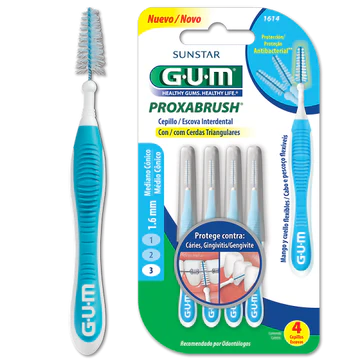 Nuevo/Novo
1614
SUNSTAR
G·U·M
HEALTHY GUMS. HEALTHY LIFE.®
PROXABRUSH®
Cepillo / Escova Interdental
Con / com Cerdas Triangulares
Protección/
Proteção
Antibacterial
Mango y cuello flexibles / Cabo e pescoço flexíveis
Mediano Cónico
Médio Cônico
1.6 mm
1
2
3
Protege contra:
Cáries, Gingivitis/Gengivite
Recomendado por Odontólogos
4
G·U·M